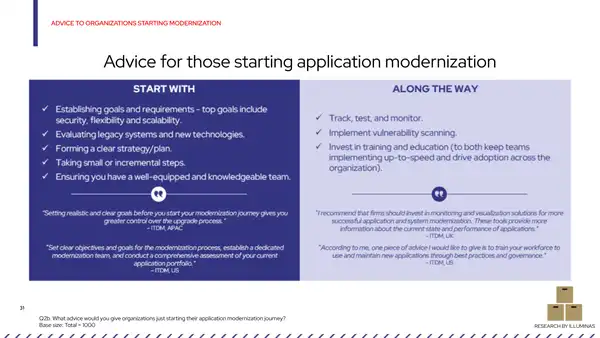 ADVICE TO ORGANIZATIONS STARTING MODERNIZATION
Advice for those starting application modernization
START WITH
✓ Establishing goals and requirements - top goals include
security, flexibility and scalability.
✓ Evaluating legacy systems and new technologies.
✓ Forming a clear strategy/plan.
✓ Taking small or incremental steps.
✓ Ensuring you have a well-equipped and knowledgeable team.
"Setting realistic and clear goals before you start your modernization journey gives you
greater control over the upgrade process."
– ITDM, APAC
"Set clear objectives and goals for the modernization process, establish a dedicated
modernization team, and conduct a comprehensive assessment of your current
application portfolio."
– ITDM, US
ALONG THE WAY
✓ Track, test, and monitor.
✓ Implement vulnerability scanning.
✓ Invest in training and education (to both keep teams
implementing up-to-speed and drive adoption across the
organization).
"I recommend that firms should invest in monitoring and visualization solutions for more
successful application and system modernization. These tools provide more
information about the current state and performance of applications."
– ITDM, UK
"According to me, one piece of advice I would like to give is to train your workforce to
use and maintain new applications through best practices and governance."
– ITDM, US
31
Q2b: What advice would you give organizations just starting their application modernization journey?
Base size: Total = 1000
RESEARCH BY ILLUMINAS